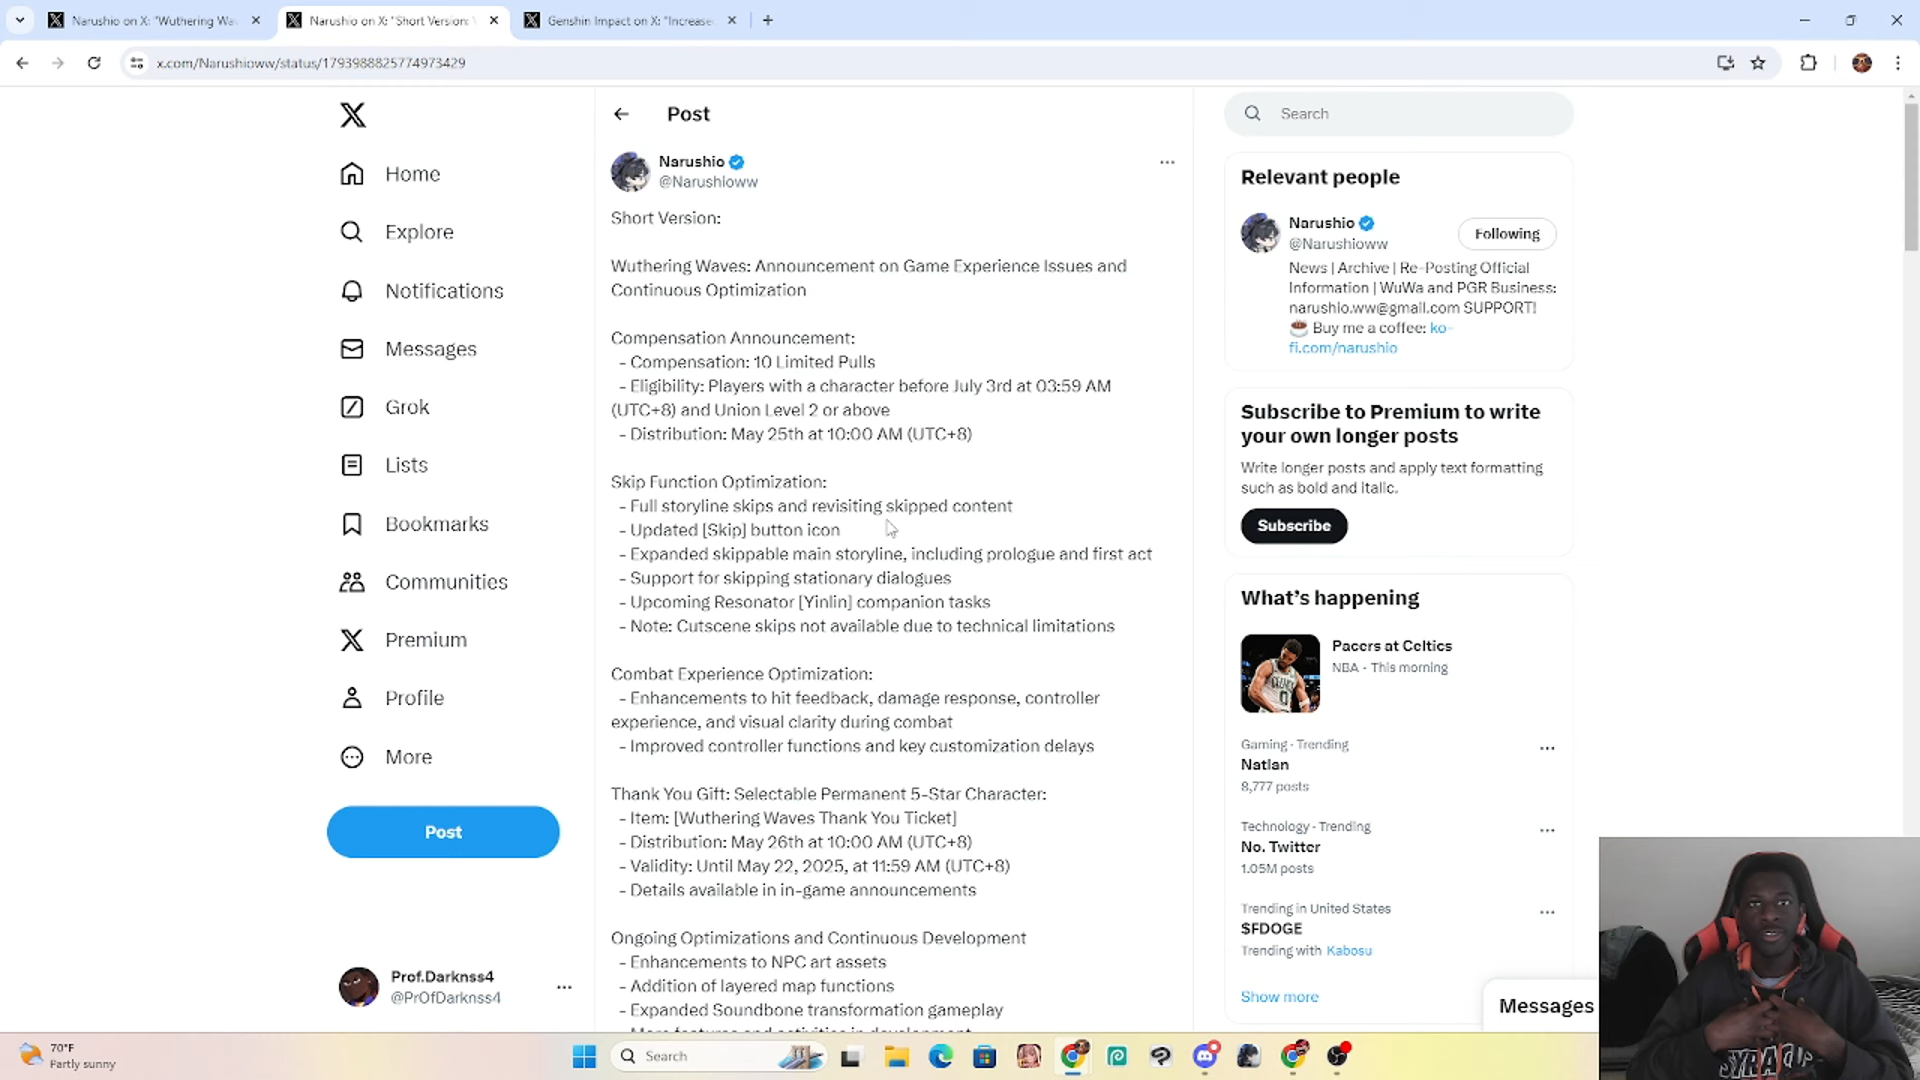 Narushio on X: "Wuthering Wa
Narushio on X: "Short Version:
Genshin Impact on X: "Increase
x.com/Narushioww/status/1793988825774973429
Home
Explore
Notifications
Messages
Grok
Lists
Bookmarks
Communities
Premium
Profile
More
Post
Prof.Darknss4
@PrOfDarknss4
Post
Narushio
@Narushioww
Short Version:
Wuthering Waves: Announcement on Game Experience Issues and
Continuous Optimization
Compensation Announcement:
- Compensation: 10 Limited Pulls
- Eligibility: Players with a character before July 3rd at 03:59 AM
(UTC+8) and Union Level 2 or above
- Distribution: May 25th at 10:00 AM (UTC+8)
Skip Function Optimization:
- Full storyline skips and revisiting skipped content
- Updated [Skip] button icon
- Expanded skippable main storyline, including prologue and first act
- Support for skipping stationary dialogues
- Upcoming Resonator [Yinlin] companion tasks
- Note: Cutscene skips not available due to technical limitations
Combat Experience Optimization:
- Enhancements to hit feedback, damage response, controller
experience, and visual clarity during combat
- Improved controller functions and key customization delays
Thank You Gift: Selectable Permanent 5-Star Character:
- Item: [Wuthering Waves Thank You Ticket]
- Distribution: May 26th at 10:00 AM (UTC+8)
- Validity: Until May 22, 2025, at 11:59 AM (UTC+8)
- Details available in in-game announcements
Ongoing Optimizations and Continuous Development
- Enhancements to NPC art assets
- Addition of layered map functions
- Expanded Soundbone transformation gameplay
- More features and activities in development
Search
Relevant people
Narushio
@Narushioww
Following
News | Archive | Re-Posting Official
Information | WuWa and PGR Business:
narushio.ww@gmail.com SUPPORT!
Buy me a coffee: ko-
fi.com/narushio
Subscribe to Premium to write
your own longer posts
Write longer posts and apply text formatting
such as bold and italic.
Subscribe
What's happening
Pacers at Celtics
NBA · This morning
Gaming · Trending
Natlan
8,777 posts
Technology · Trending
No. Twitter
1.05M posts
Trending in United States
$FDOGE
Trending with Kabosu
Show more
Messages
70°F
Partly sunny
Search